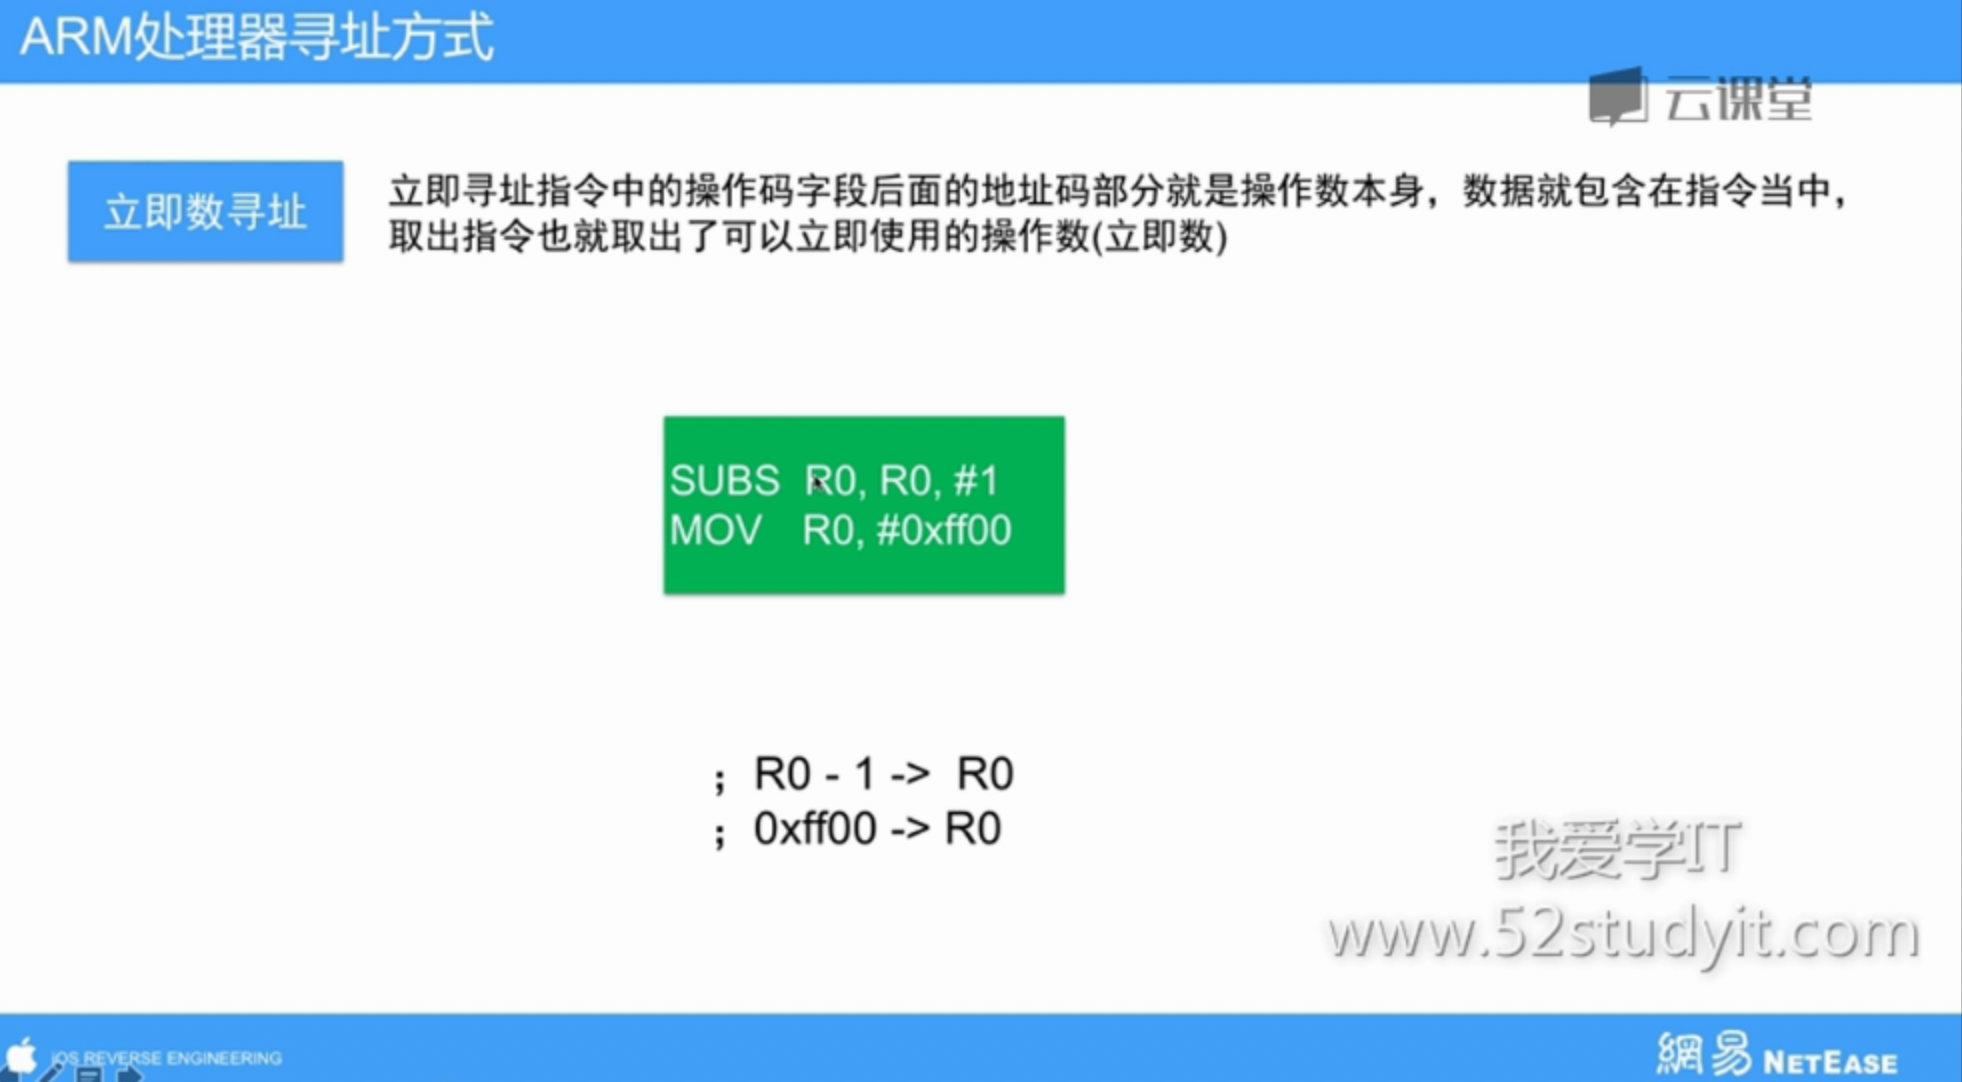 ARM处理器寻址方式
云课堂
立即数寻址
立即寻址指令中的操作码字段后面的地址码部分就是操作数本身，数据就包含在指令当中，
取出指令也就取出了可以立即使用的操作数(立即数)
SUBS R0, R0, #1
MOV R0, #0xff00
; R0 - 1 -> R0
; 0xff00 -> R0
我爱学IT
www.52studyit.com
iOS REVERSE ENGINEERING
網易 NETEASE